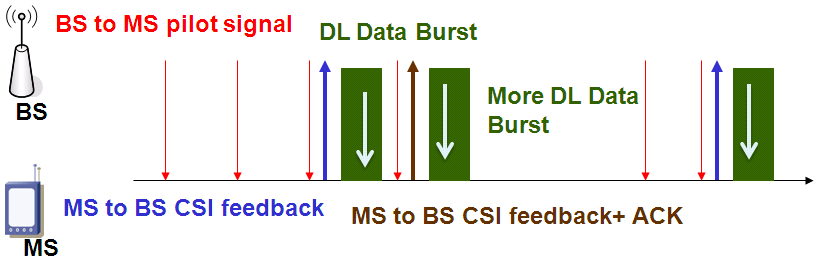 BS to MS pilot signal
DL Data Burst
BS
More DL Data
Burst
MS to BS CSI feedback
MS to BS CSI feedback+ ACK
MS